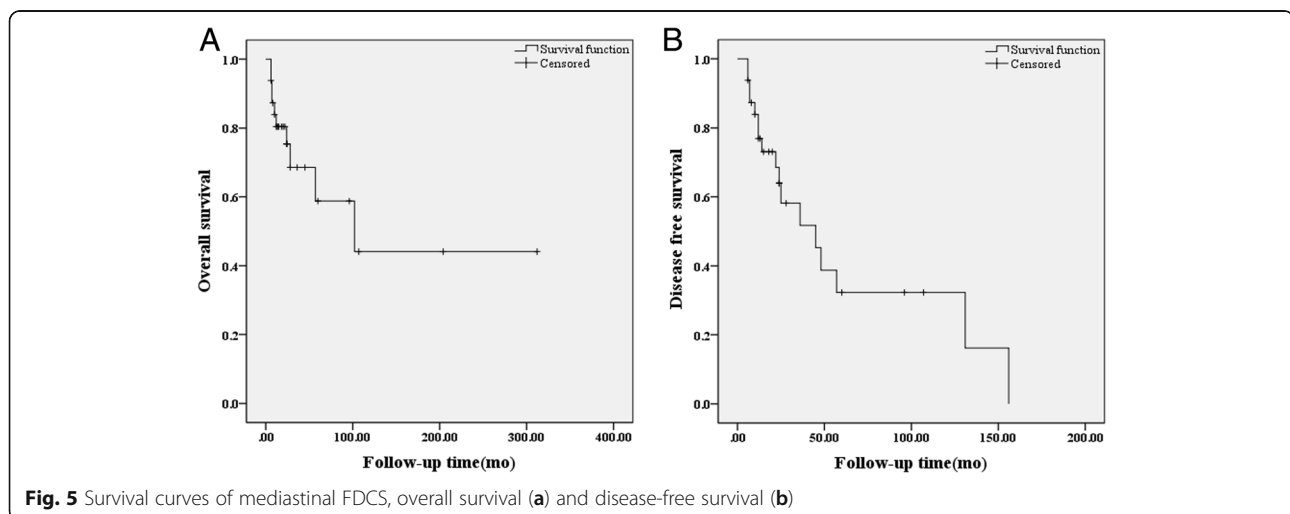 A
Survival function
Censored
1.0
0.8
0.6
0.4
0.2
0.0
Overall survival
.00 100.00 200.00 300.00 400.00
Follow-up time(mo)
B
Survival function
Censored
1.0
0.8
0.6
0.4
0.2
0.0
Disease free survival
.00 50.00 100.00 150.00 200.00
Follow-up time(mo)
Fig. 5 Survival curves of mediastinal FDCS, overall survival (a) and disease-free survival (b)